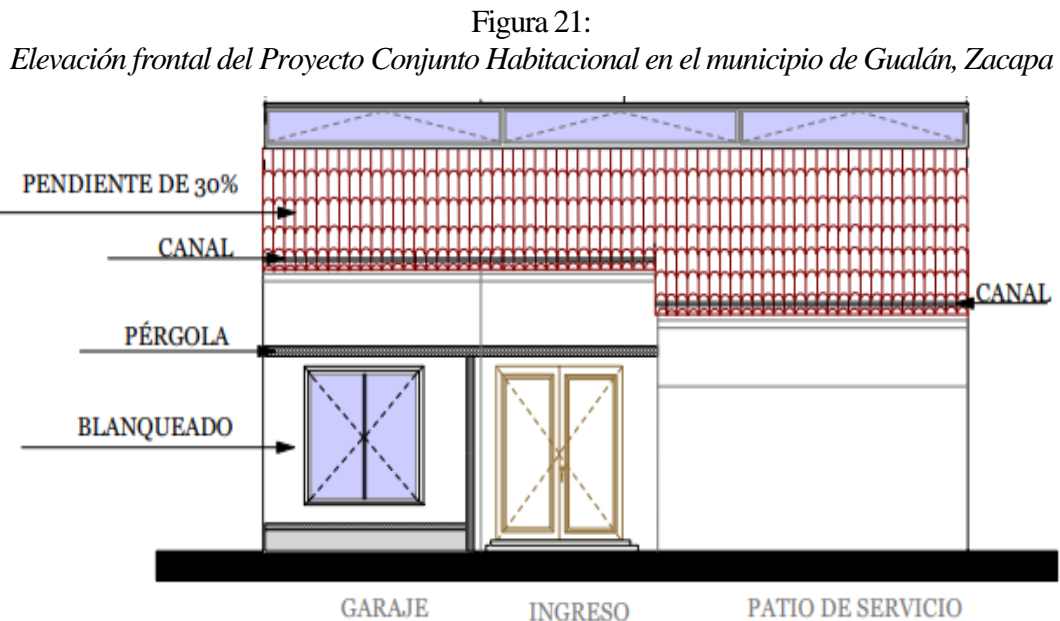 Figura 21:
Elevación frontal del Proyecto Conjunto Habitacional en el municipio de Gualán, Zacapa
PENDIENTE DE 30%
CANAL
CANAL
PÉRGOLA
BLANQUEADO
GARAJE
INGRESO
PATIO DE SERVICIO